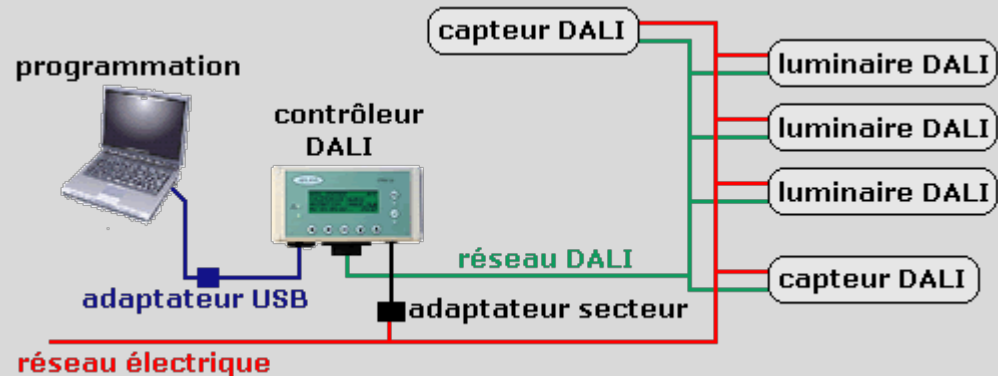 capteur DALI
programmation
luminaire DALI
contrôleur
DALI
luminaire DALI
luminaire DALI
réseau DALI
capteur DALI
adaptateur USB
adaptateur secteur
réseau électrique